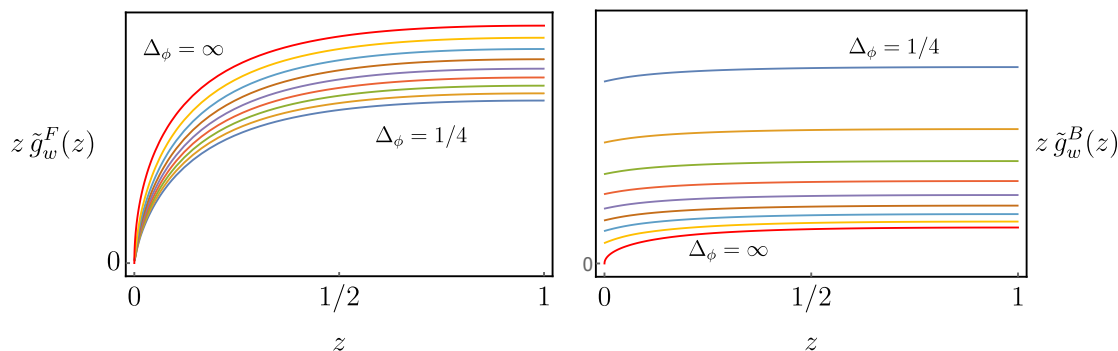 Δ_ϕ = ∞
z g̃_w^F(z)
Δ_ϕ = 1/4
0
0 1/2 1
z
Δ_ϕ = 1/4
z g̃_w^B(z)
Δ_ϕ = ∞
0
0 1/2 1
z